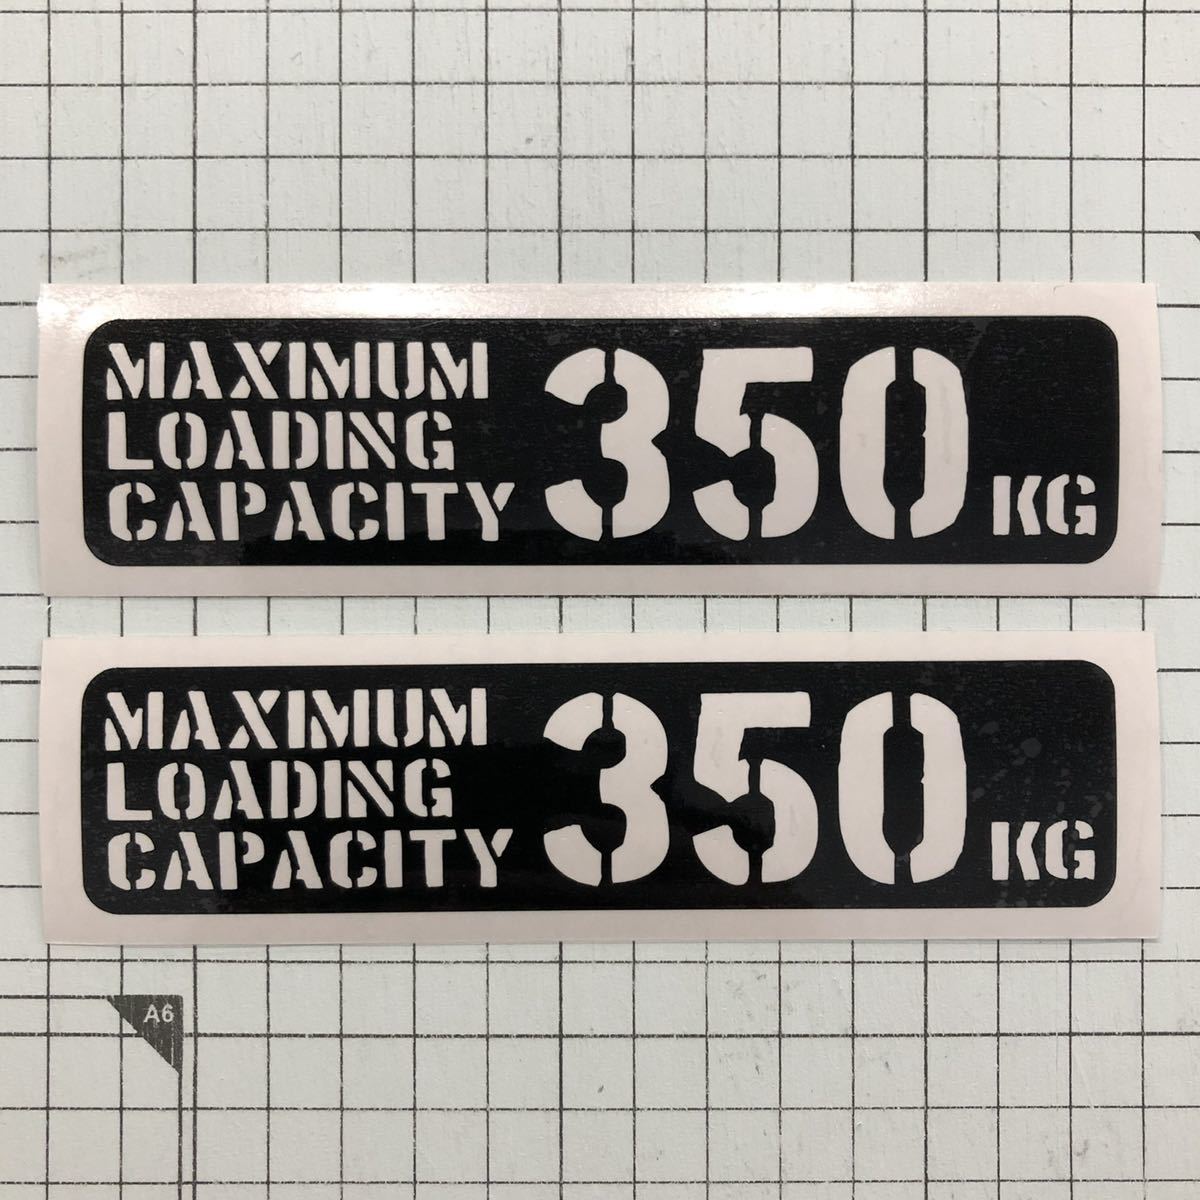 MAXIMUM
LOADING
CAPACITY
350 KG
MAXIMUM
LOADING
CAPACITY
350 KG
A6